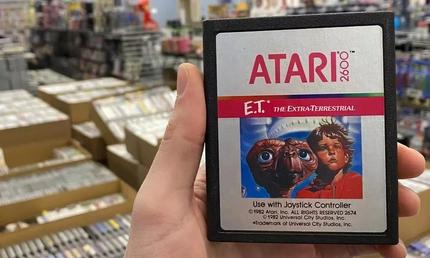 ATARI 2600™
E.T.* THE EXTRA-TERRESTRIAL
Use with Joystick Controller
©1982 Atari, Inc. ALL RIGHTS RESERVED 2674
©1982 Universal City Studios, Inc.
*Trademark of Universal City Studios, Inc.